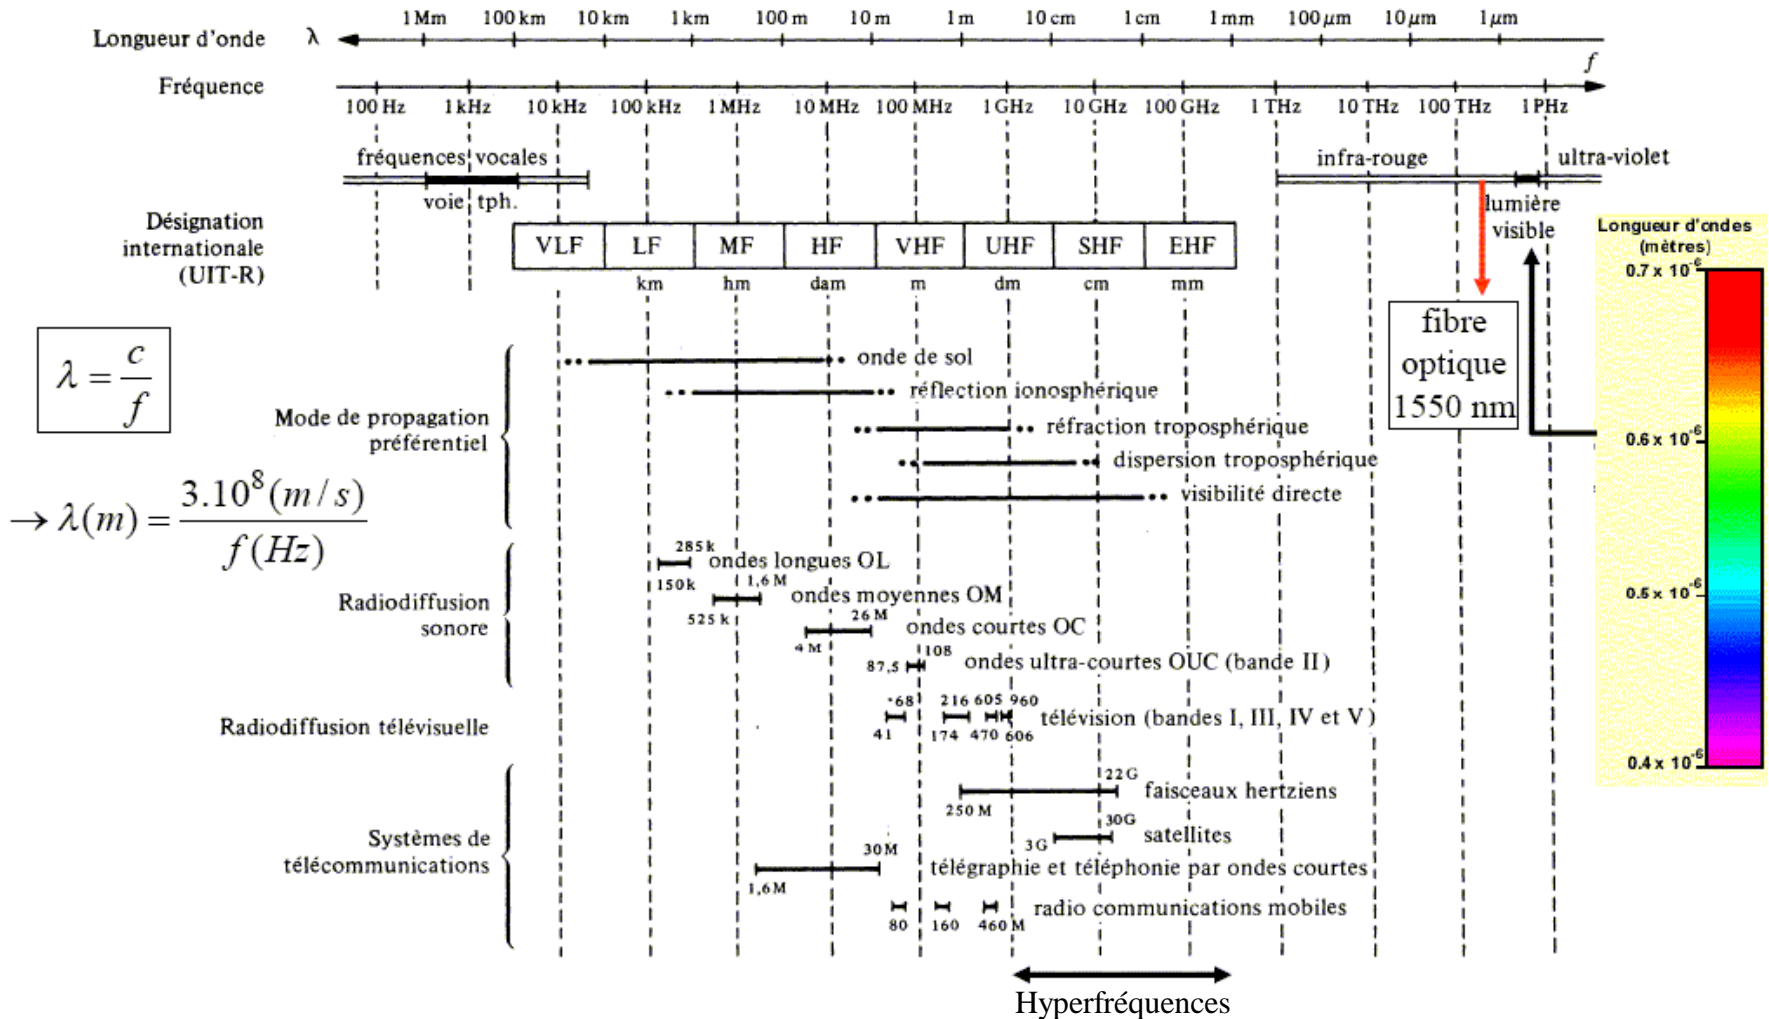 1 Mm 100 km 10 km 1 km 100 m 10 m 1 m 10 cm 1 cm 1 mm 100 µm 10 µm 1 µm
Longueur d'onde λ
f
Fréquence
100 Hz 1 kHz 10 kHz 100 kHz 1 MHz 10 MHz 100 MHz 1 GHz 10 GHz 100 GHz 1 THz 10 THz 100 THz 1 PHz
fréquences vocales
infra-rouge
ultra-violet
voie tph.
lumière
visible
Désignation
internationale
(UIT-R)
VLF LF MF HF VHF UHF SHF EHF
km hm dam m dm cm mm
Longueur d'ondes
(mètres)
0.7 x 10^-6
0.6 x 10^-6
0.5 x 10^-6
0.4 x 10^-6
fibre
optique
1550 nm
λ = c / f
→ λ(m) = 3.10^8 (m / s) / f (Hz)
Mode de propagation
préférentiel
onde de sol
réflection ionosphérique
réfraction troposphérique
dispersion troposphérique
visibilité directe
Radiodiffusion
sonore
285 k
150 k
ondes longues OL
1,6 M
525 k
ondes moyennes OM
26 M
4 M
ondes courtes OC
108
87,5
ondes ultra-courtes OUC (bande II)
Radiodiffusion télévisuelle
68 216 605 960
41 174 470 606
télévision (bandes I, III, IV et V)
Systèmes de
télécommunications
22 G
250 M
faisceaux hertziens
30 G
3 G
satellites
30 M
1,6 M
télégraphie et téléphonie par ondes courtes
80 160 460 M
radio communications mobiles
Hyperfréquences